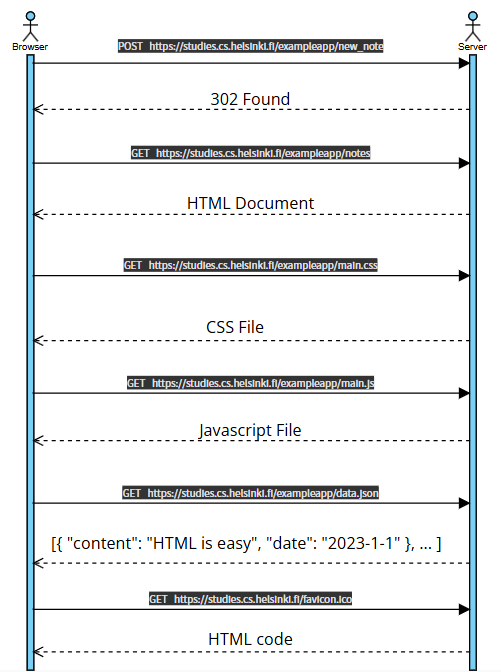 Browser
Server
POST https://studies.cs.helsinki.fi/exampleapp/new_note
302 Found
GET https://studies.cs.helsinki.fi/exampleapp/notes
HTML Document
GET https://studies.cs.helsinki.fi/exampleapp/main.css
CSS File
GET https://studies.cs.helsinki.fi/exampleapp/main.js
Javascript File
GET https://studies.cs.helsinki.fi/exampleapp/data.json
[{ "content": "HTML is easy", "date": "2023-1-1" }, ... ]
GET https://studies.cs.helsinki.fi/favicon.ico
HTML code